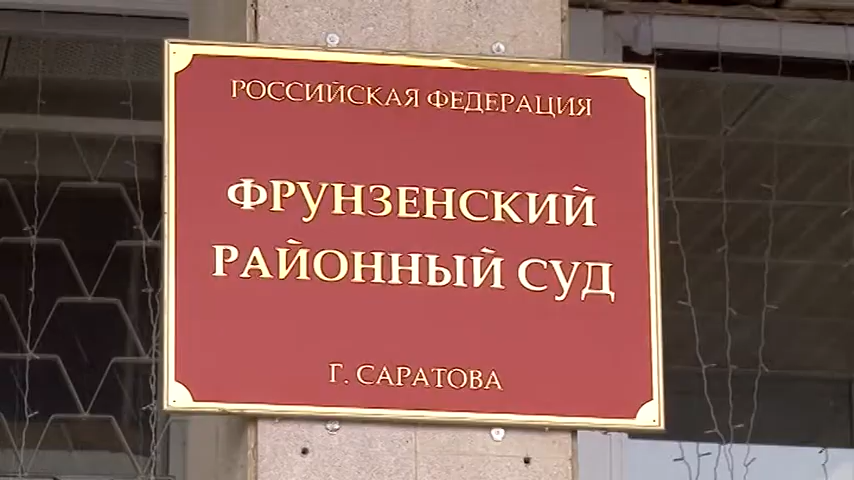 РОССИЙСКАЯ ФЕДЕРАЦИЯ
ФРУНЗЕНСКИЙ
РАЙОННЫЙ СУД
Г. САРАТОВА